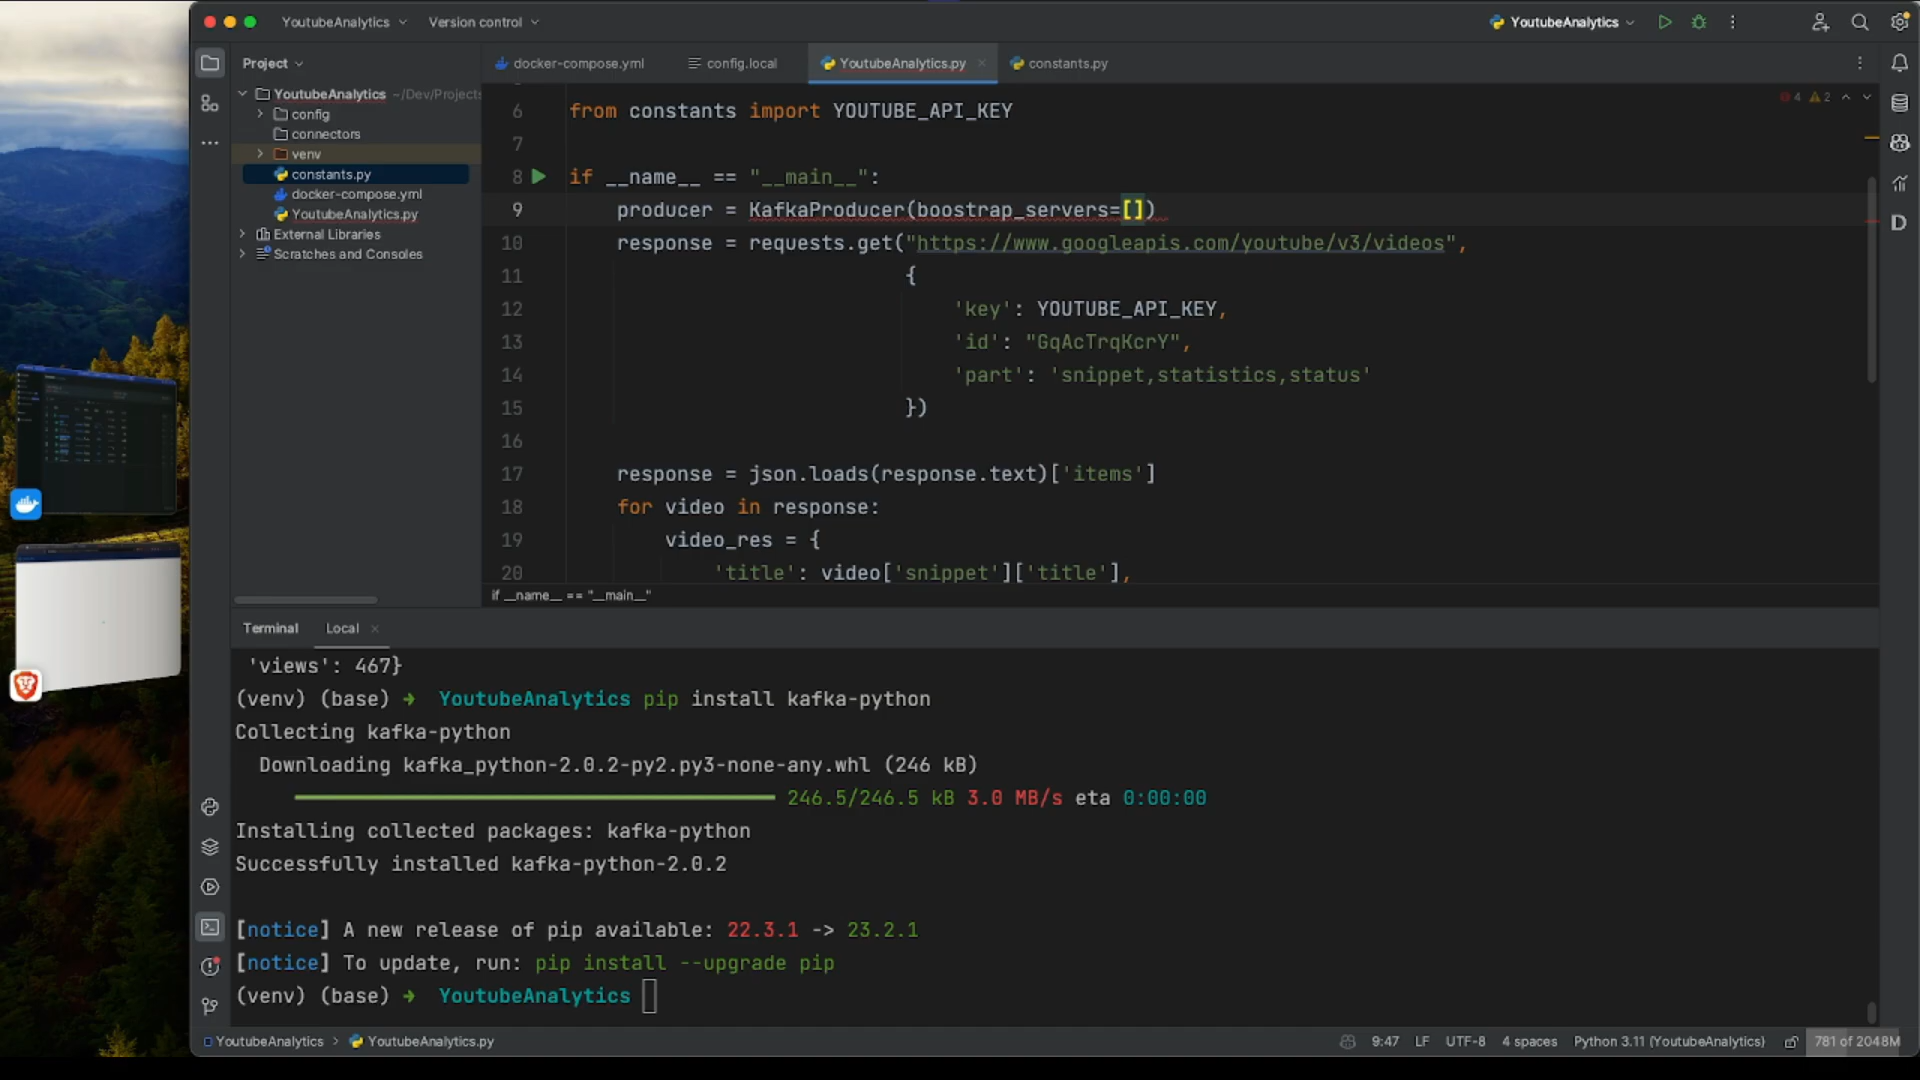 YoutubeAnalytics
Version control
YoutubeAnalytics
Project
docker-compose.yml
config.local
YoutubeAnalytics.py
constants.py
YoutubeAnalytics ~/Dev/Projects
config
connectors
venv
constants.py
docker-compose.yml
YoutubeAnalytics.py
External Libraries
Scratches and Consoles
4 2
6 from constants import YOUTUBE_API_KEY
7
8 if __name__ == "__main__":
9 producer = KafkaProducer(boostrap_servers=[])
10 response = requests.get("https://www.googleapis.com/youtube/v3/videos",
11 {
12 'key': YOUTUBE_API_KEY,
13 'id': "GqAcTrqKcrY",
14 'part': 'snippet,statistics,status'
15 })
16
17 response = json.loads(response.text)['items']
18 for video in response:
19 video_res = {
20 'title': video['snippet']['title'],
if __name__ == "__main__"
D
Terminal
Local
'views': 467}
(venv) (base) ➜ YoutubeAnalytics pip install kafka-python
Collecting kafka-python
Downloading kafka_python-2.0.2-py2.py3-none-any.whl (246 kB)
246.5/246.5 kB 3.0 MB/s eta 0:00:00
Installing collected packages: kafka-python
Successfully installed kafka-python-2.0.2
[notice] A new release of pip available: 22.3.1 -> 23.2.1
[notice] To update, run: pip install --upgrade pip
(venv) (base) ➜ YoutubeAnalytics
YoutubeAnalytics > YoutubeAnalytics.py
9:47 LF UTF-8 4 spaces Python 3.11 (YoutubeAnalytics) 781 of 2048M